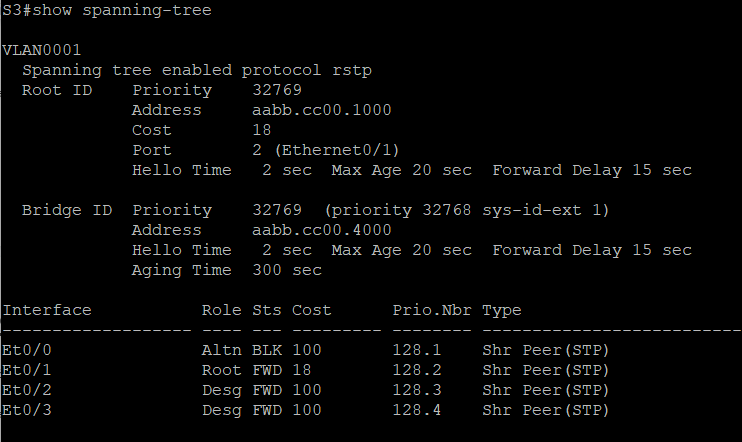 S3#show spanning-tree
VLAN0001
  Spanning tree enabled protocol rstp
  Root ID    Priority    32769
             Address     aabb.cc00.1000
             Cost        18
             Port        2 (Ethernet0/1)
             Hello Time   2 sec  Max Age 20 sec  Forward Delay 15 sec
  Bridge ID  Priority    32769  (priority 32768 sys-id-ext 1)
             Address     aabb.cc00.4000
             Hello Time   2 sec  Max Age 20 sec  Forward Delay 15 sec
             Aging Time  300 sec
Interface           Role Sts Cost      Prio.Nbr Type
------------------- ---- --- --------- -------- --------------------------
Et0/0               Altn BLK 100       128.1    Shr Peer(STP)
Et0/1               Root FWD 18        128.2    Shr Peer(STP)
Et0/2               Desg FWD 100       128.3    Shr Peer(STP)
Et0/3               Desg FWD 100       128.4    Shr Peer(STP)